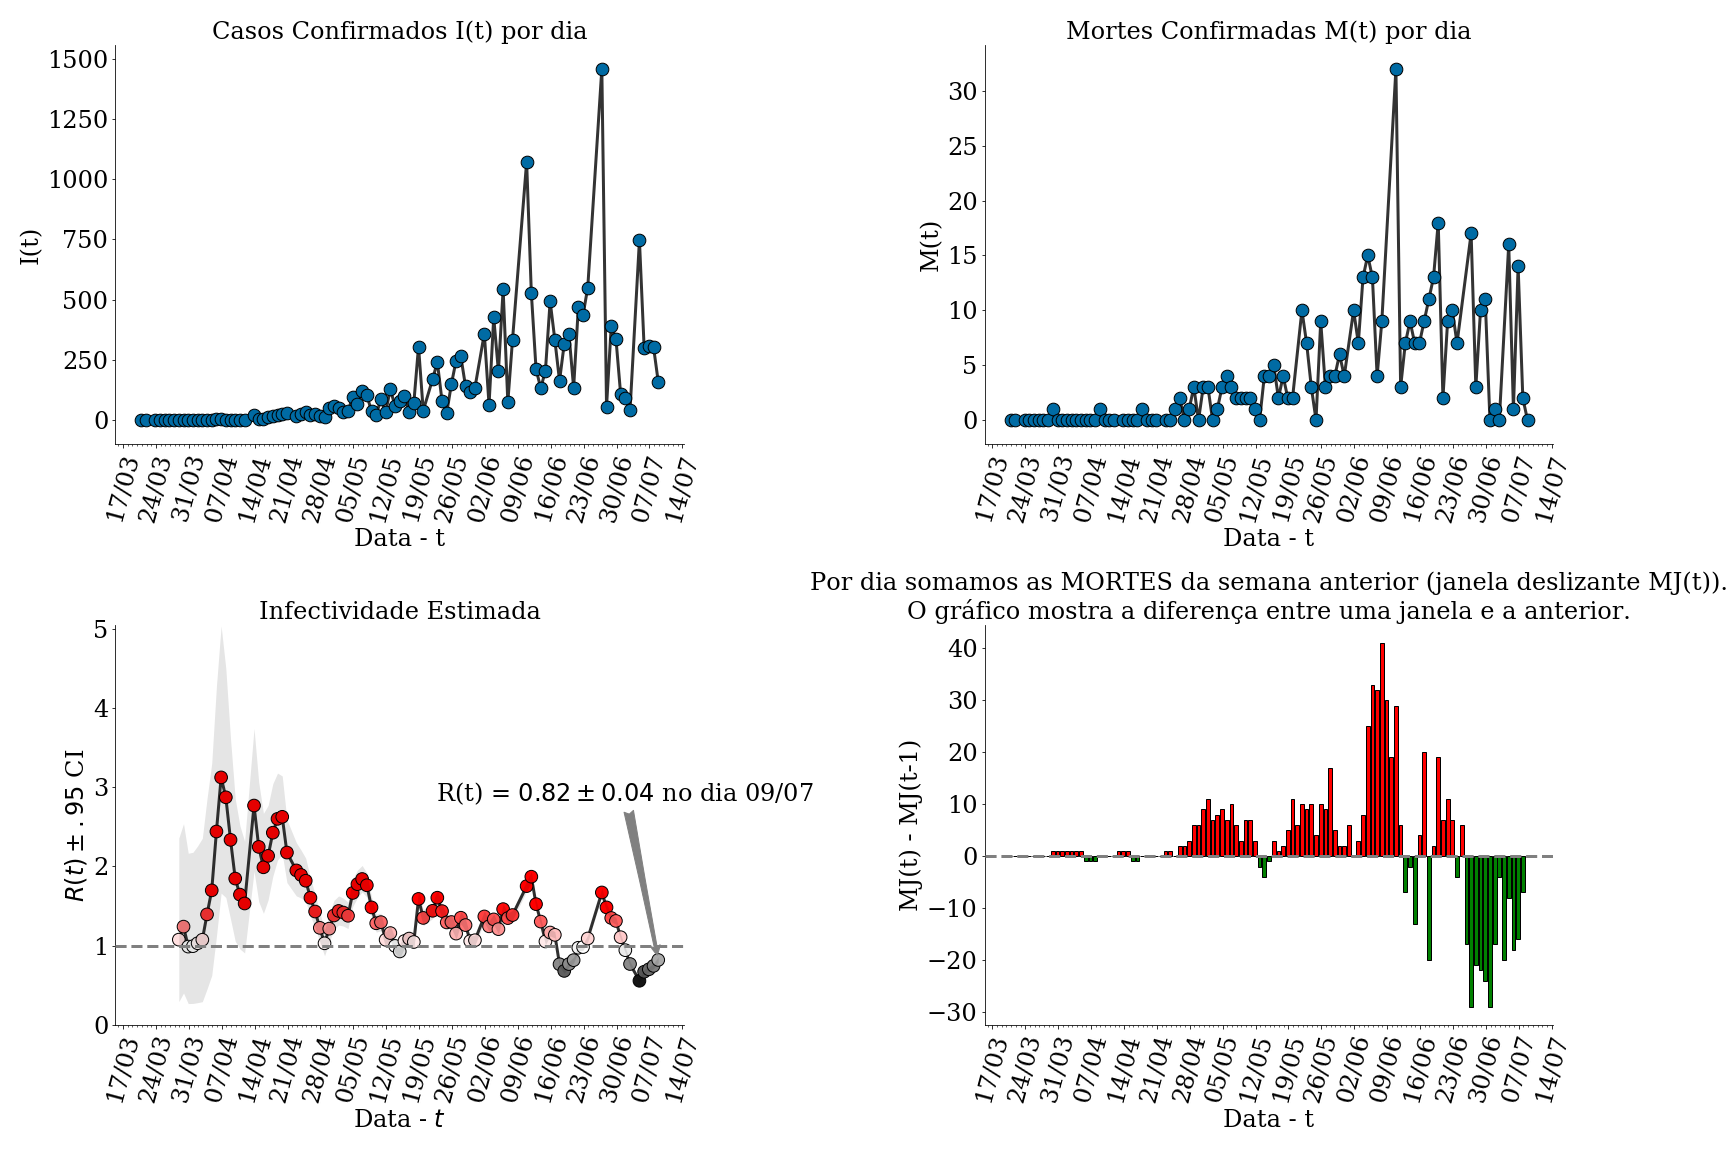 Casos Confirmados I(t) por dia
I(t)
1500
1250
1000
750
500
250
0
17/03 24/03 31/03 07/04 14/04 21/04 28/04 05/05 12/05 19/05 26/05 02/06 09/06 16/06 23/06 30/06 07/07 14/07
Data - t
Mortes Confirmadas M(t) por dia
M(t)
30
25
20
15
10
5
0
17/03 24/03 31/03 07/04 14/04 21/04 28/04 05/05 12/05 19/05 26/05 02/06 09/06 16/06 23/06 30/06 07/07 14/07
Data - t
Infectividade Estimada
R(t) ± .95 CI
5
4
3
2
1
0
R(t) = 0.82 ± 0.04 no dia 09/07
17/03 24/03 31/03 07/04 14/04 21/04 28/04 05/05 12/05 19/05 26/05 02/06 09/06 16/06 23/06 30/06 07/07 14/07
Data - t
Por dia somamos as MORTES da semana anterior (janela deslizante MJ(t)).
O gráfico mostra a diferença entre uma janela e a anterior.
MJ(t) - MJ(t-1)
40
30
20
10
0
−10
−20
−30
17/03 24/03 31/03 07/04 14/04 21/04 28/04 05/05 12/05 19/05 26/05 02/06 09/06 16/06 23/06 30/06 07/07 14/07
Data - t